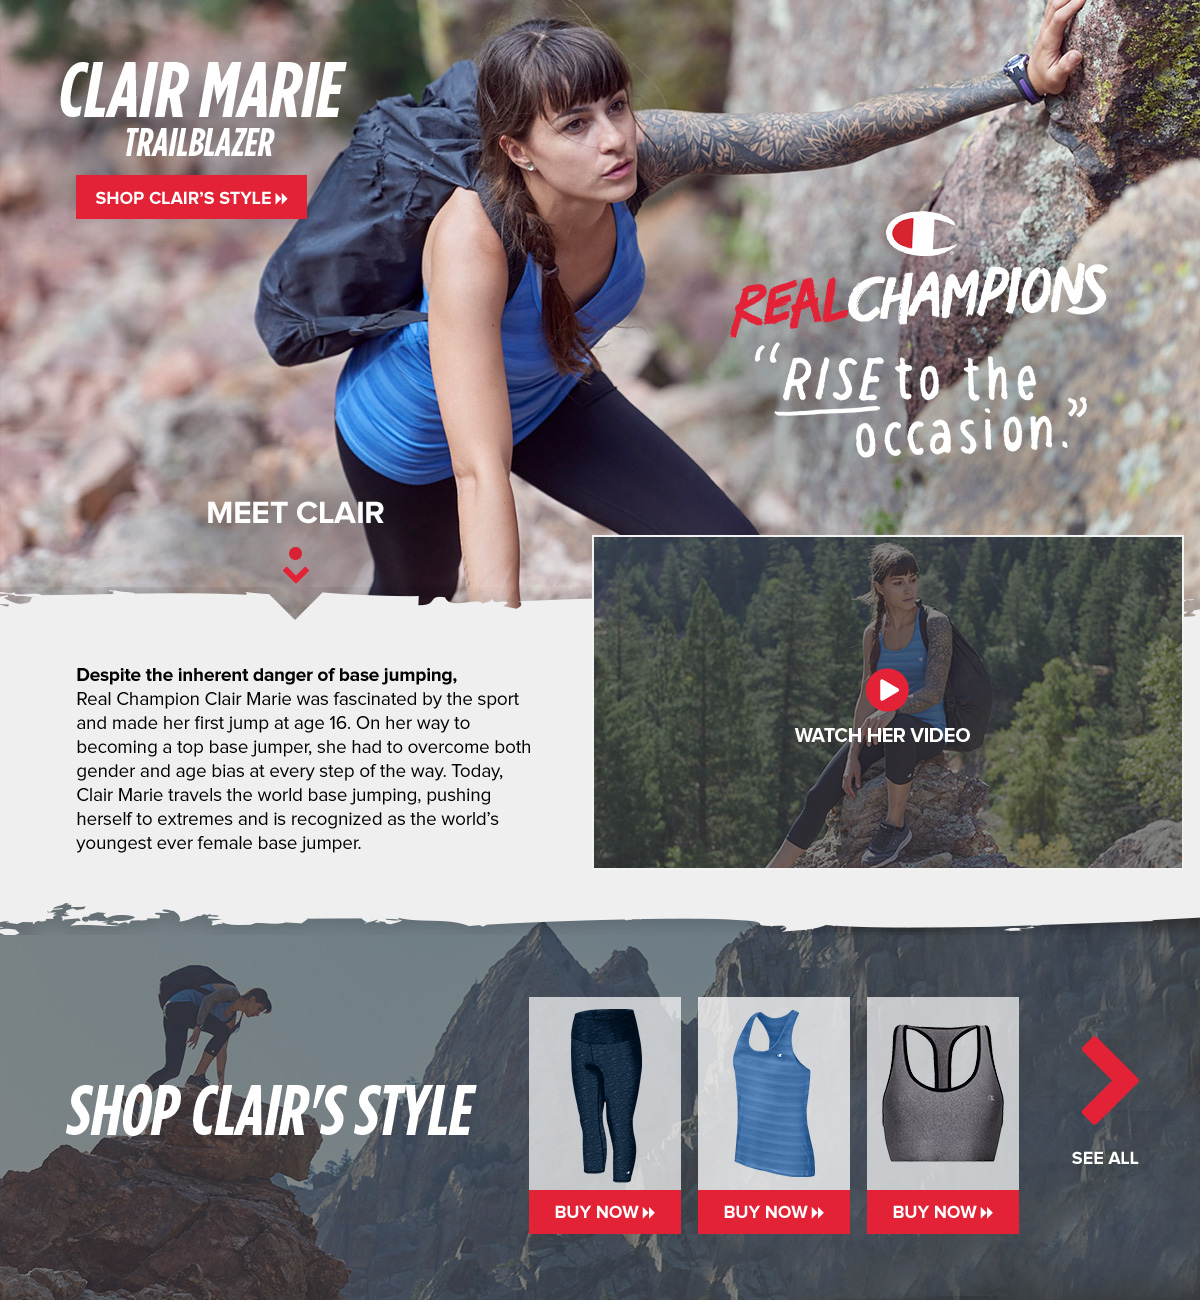 CLAIR MARIE
TRAILBLAZER
SHOP CLAIR'S STYLE
REAL CHAMPIONS
“RISE to the
occasion.”
MEET CLAIR
Despite the inherent danger of base jumping,
Real Champion Clair Marie was fascinated by the sport
and made her first jump at age 16. On her way to
becoming a top base jumper, she had to overcome both
gender and age bias at every step of the way. Today,
Clair Marie travels the world base jumping, pushing
herself to extremes and is recognized as the world’s
youngest ever female base jumper.
WATCH HER VIDEO
SHOP CLAIR'S STYLE
BUY NOW
BUY NOW
BUY NOW
SEE ALL